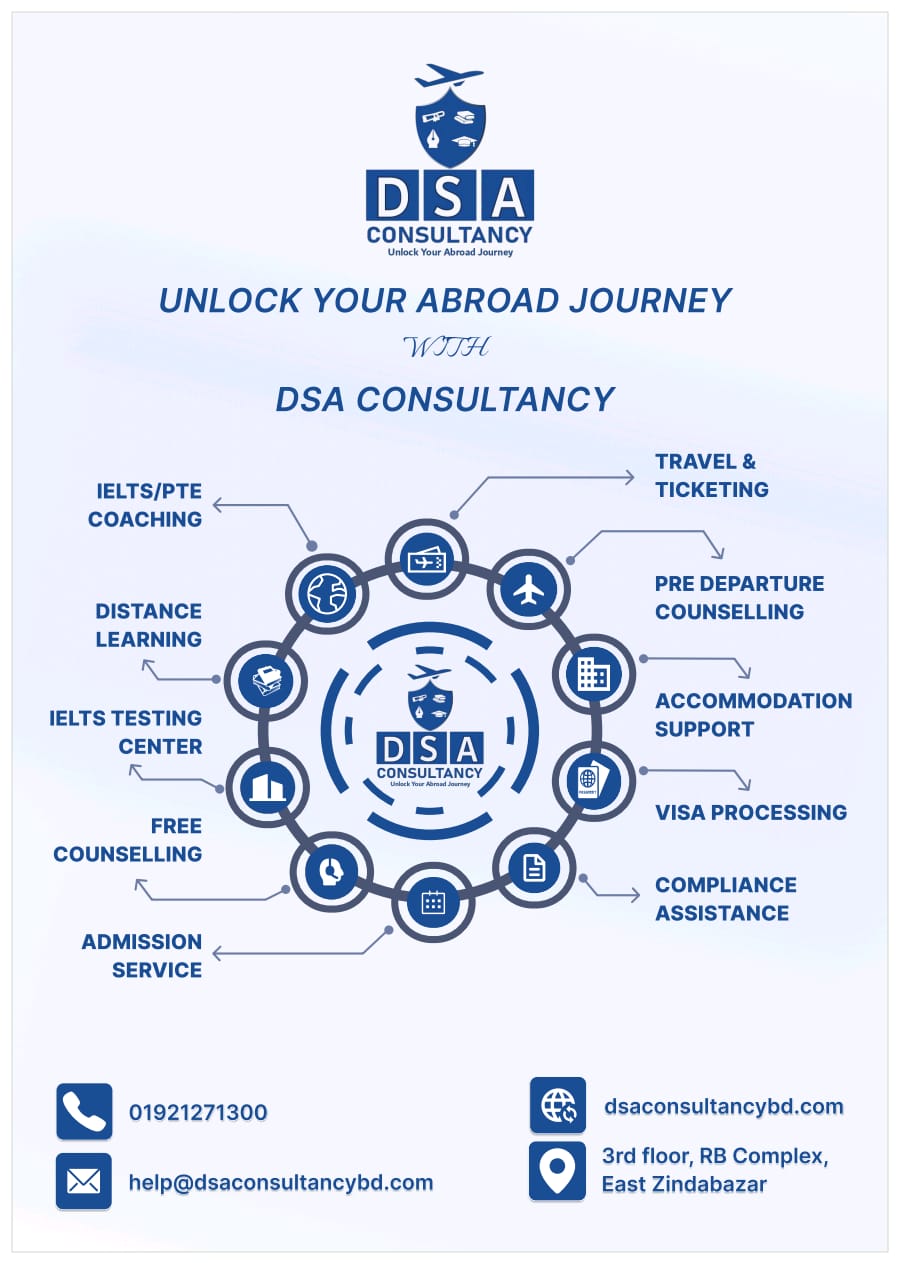 DSA
CONSULTANCY
Unlock Your Abroad Journey
UNLOCK YOUR ABROAD JOURNEY
WITH
DSA CONSULTANCY
IELTS/PTE
COACHING
DISTANCE
LEARNING
IELTS TESTING
CENTER
FREE
COUNSELLING
ADMISSION
SERVICE
TRAVEL &
TICKETING
PRE DEPARTURE
COUNSELLING
ACCOMMODATION
SUPPORT
VISA PROCESSING
COMPLIANCE
ASSISTANCE
DSA
CONSULTANCY
Unlock Your Abroad Journey
PASSPORT
01921271300
help@dsaconsultancybd.com
dsaconsultancybd.com
3rd floor, RB Complex,
East Zindabazar